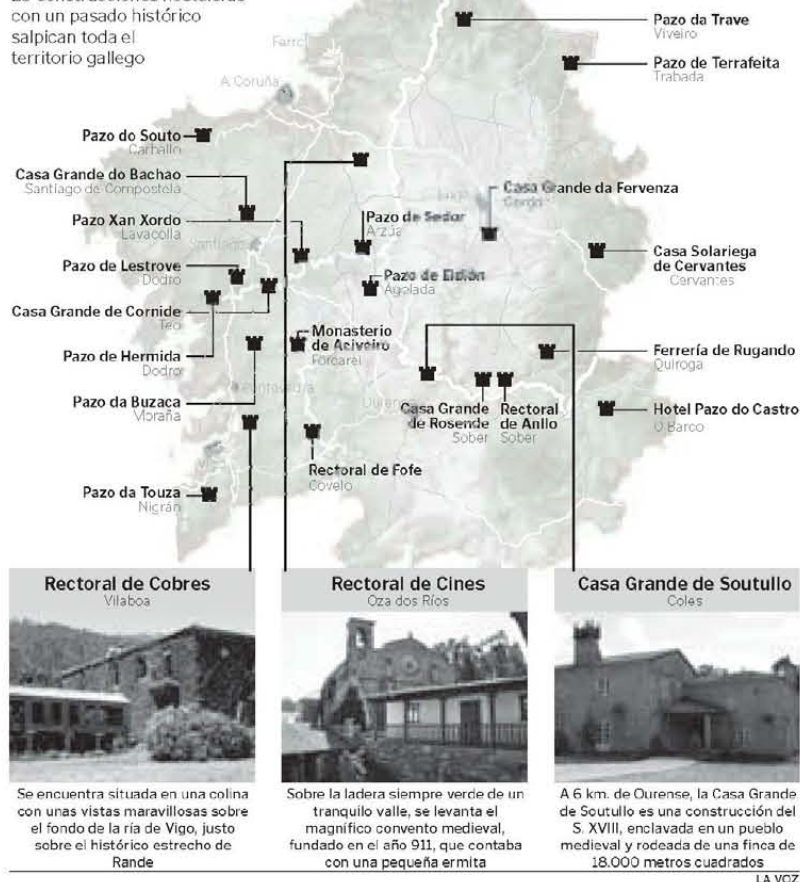 con un pasado histórico
salpican toda el
territorio gallego
Pazo da Trave
Viveiro
Pazo de Terrafeita
Trabada
Ferrol
A Coruña
Pazo do Souto
Carballo
Casa Grande do Bachao
Santiago de Compostela
Casa Grande da Fervenza
Lugo
Pazo Xan Xordo
Lavacolla
Santiago
Pazo de Sedor
Arzúa
Casa Solariega
de Cervantes
Cervantes
Pazo de Lestrove
Dodro
Pazo de
Agolada
Casa Grande de Cornide
Teo
Monasterio
de Aciveiro
Forcarei
Pazo de Hermida
Dodro
Ferrería de Rugando
Quiroga
Pontevedra
Pazo da Buzaca
Moraña
Ourense
Casa Grande
de Rosende
Sober
Rectoral
de Anllo
Sober
Hotel Pazo do Castro
O Barco
Vigo
Rectoral de Fofe
Covelo
Pazo da Touza
Nigrán
Rectoral de Cobres
Vilaboa
Se encuentra situada en una colina
con unas vistas maravillosas sobre
el fondo de la ría de Vigo, justo
sobre el histórico estrecho de
Rande
Rectoral de Cines
Oza dos Ríos
Sobre la ladera siempre verde de un
tranquilo valle, se levanta el
magnífico convento medieval,
fundado en el año 911, que contaba
con una pequeña ermita
Casa Grande de Soutullo
Coles
A 6 km. de Ourense, la Casa Grande
de Soutullo es una construcción del
S. XVIII, enclavada en un pueblo
medieval y rodeada de una finca de
18.000 metros cuadrados
LA VOZ